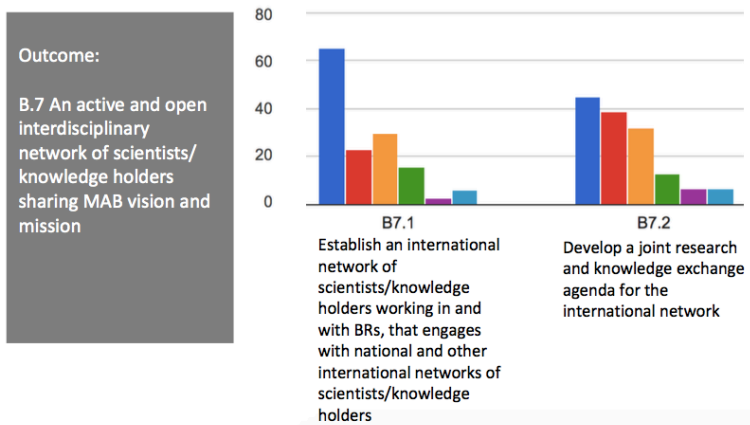 Outcome:
B.7 An active and open
interdisciplinary
network of scientists/
knowledge holders
sharing MAB vision and
mission
80
60
40
20
0
B7.1
Establish an international
network of
scientists/knowledge
holders working in and
with BRs, that engages
with national and other
international networks of
scientists/knowledge
holders
B7.2
Develop a joint research
and knowledge exchange
agenda for the
international network